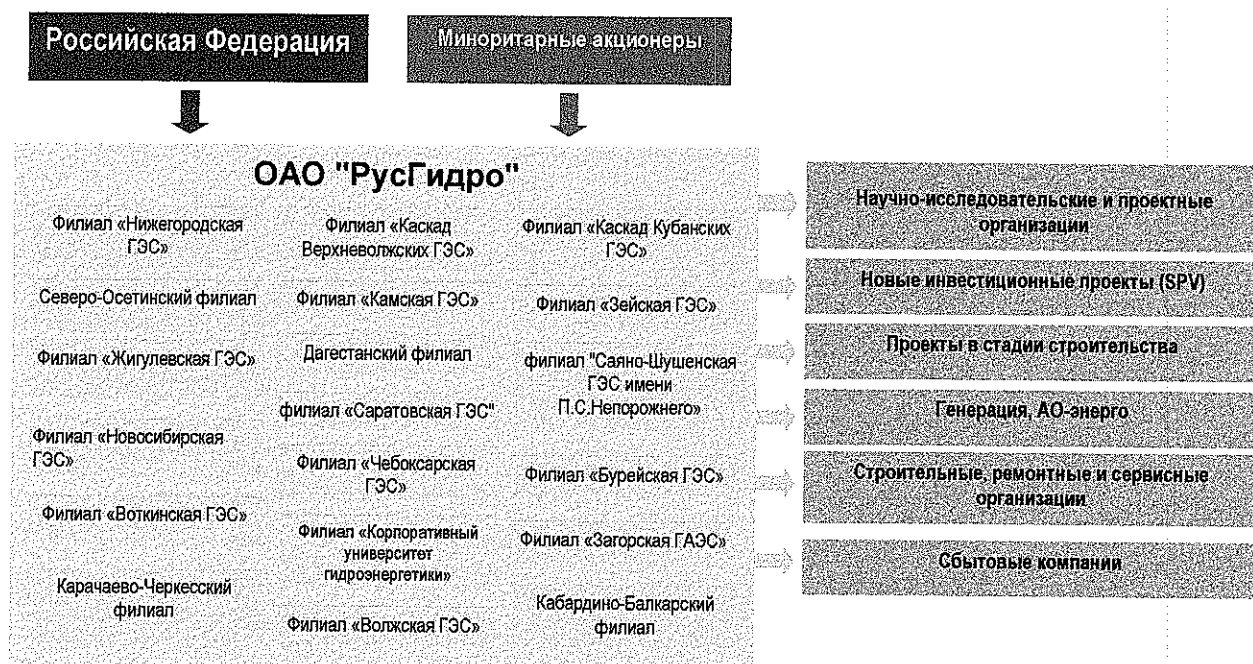 Российская Федерация
Миноритарные акционеры
ОАО "РусГидро"
Филиал «Нижегородская
ГЭС»
Северо-Осетинский филиал
Филиал «Жигулевская ГЭС»
Филиал «Новосибирская
ГЭС»
Филиал «Воткинская ГЭС»
Карачаево-Черкесский
филиал
Филиал «Каскад
Верхневолжских ГЭС»
Филиал «Камская ГЭС»
Дагестанский филиал
филиал «Саратовская ГЭС"
Филиал «Чебоксарская
ГЭС»
Филиал «Корпоративный
университет
гидроэнергетики»
Филиал «Волжская ГЭС»
Филиал «Каскад Кубанских
ГЭС»
Филиал «Зейская ГЭС»
филиал "Саяно-Шушенская
ГЭС имени
П.С.Непорожнего»
Филиал «Бурейская ГЭС»
Филиал «Загорская ГАЭС»
Кабардино-Балкарский
филиал
Научно-исследовательские и проектные
организации
Новые инвестиционные проекты (SPV)
Проекты в стадии строительства
Генерация, АО-энерго
Строительные, ремонтные и сервисные
организации
Сбытовые компании